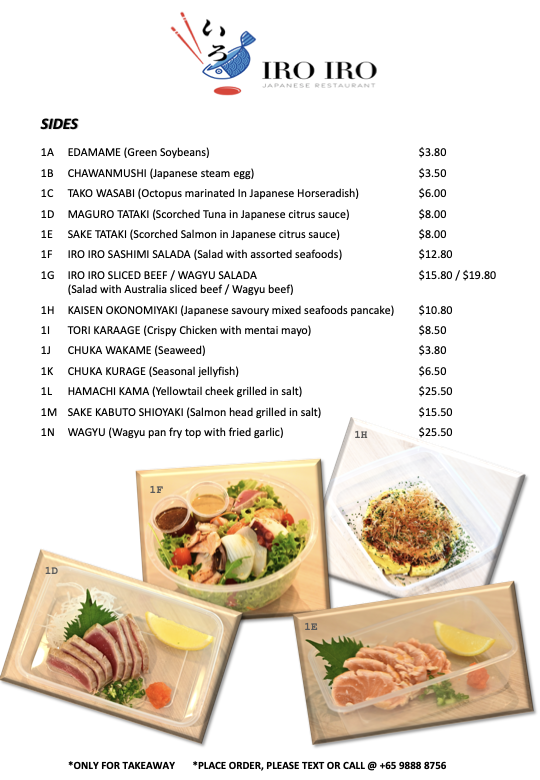 いろ
IRO IRO
JAPANESE RESTAURANT
SIDES
1A EDAMAME (Green Soybeans) $3.80
1B CHAWANMUSHI (Japanese steam egg) $3.50
1C TAKO WASABI (Octopus marinated In Japanese Horseradish) $6.00
1D MAGURO TATAKI (Scorched Tuna in Japanese citrus sauce) $8.00
1E SAKE TATAKI (Scorched Salmon in Japanese citrus sauce) $8.00
1F IRO IRO SASHIMI SALADA (Salad with assorted seafoods) $12.80
1G IRO IRO SLICED BEEF / WAGYU SALADA $15.80 / $19.80
(Salad with Australia sliced beef / Wagyu beef)
1H KAISEN OKONOMIYAKI (Japanese savoury mixed seafoods pancake) $10.80
1I TORI KARAAGE (Crispy Chicken with mentai mayo) $8.50
1J CHUKA WAKAME (Seaweed) $3.80
1K CHUKA KURAGE (Seasonal jellyfish) $6.50
1L HAMACHI KAMA (Yellowtail cheek grilled in salt) $25.50
1M SAKE KABUTO SHIOYAKI (Salmon head grilled in salt) $15.50
1N WAGYU (Wagyu pan fry top with fried garlic) $25.50
1H
1F
1D
1E
*ONLY FOR TAKEAWAY *PLACE ORDER, PLEASE TEXT OR CALL @ +65 9888 8756